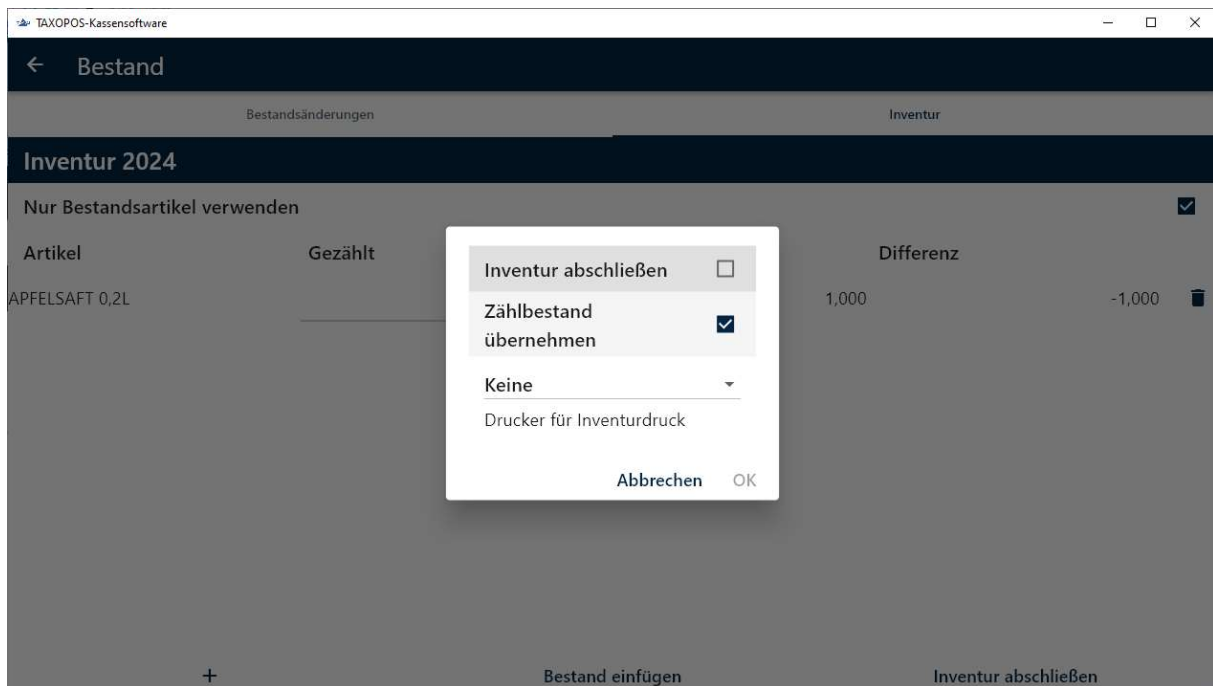 TAXOPOS-Kassensoftware
Bestand
Bestandsänderungen Inventur
Inventur 2024
Nur Bestandsartikel verwenden
Artikel Gezählt Differenz
APFELSAFT 0,2L 1,000 -1,000
Inventur abschließen
Zählbestand
übernehmen
Keine
Drucker für Inventurdruck
Abbrechen OK
+ Bestand einfügen Inventur abschließen